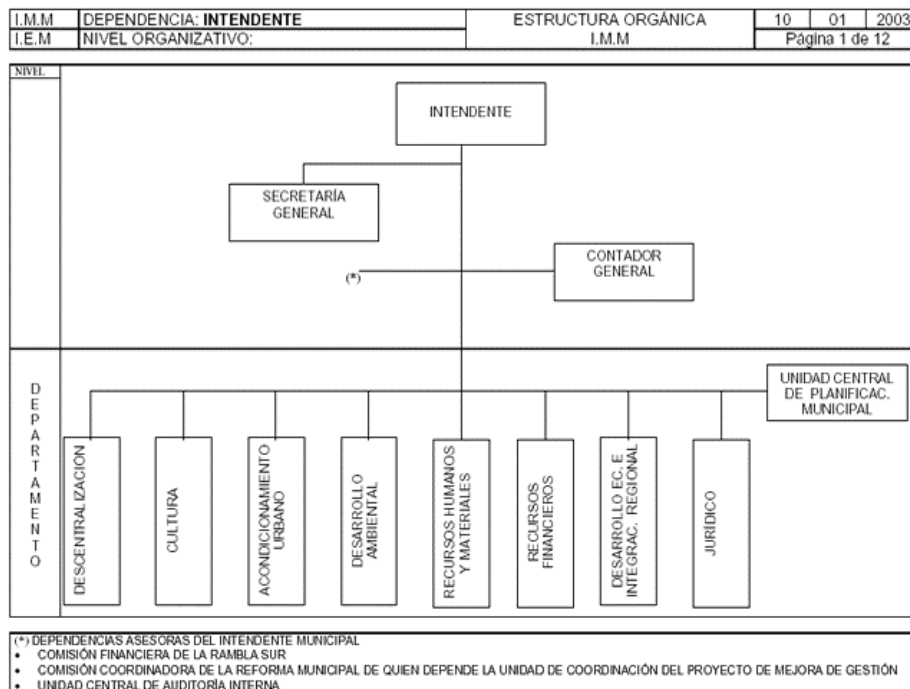 I.M.M DEPENDENCIA: INTENDENTE ESTRUCTURA ORGÁNICA 10 01 2003
I.E.M NIVEL ORGANIZATIVO: I.M.M Página 1 de 12
NIVEL
INTENDENTE
SECRETARÍA
GENERAL
CONTADOR
GENERAL
(*)
DEPARTAMENTO
UNIDAD CENTRAL
DE PLANIFICAC.
MUNICIPAL
DESCENTRALIZACION
CULTURA
ACONDICIONAMIENTO
URBANO
DESARROLLO
AMBIENTAL
RECURSOS HUMANOS
Y MATERIALES
RECURSOS
FINANCIEROS
DESARROLLO EC. E
INTEGRAC. REGIONAL
JURÍDICO
(*) DEPENDENCIAS ASESORAS DEL INTENDENTE MUNICIPAL
• COMISIÓN FINANCIERA DE LA RAMBLA SUR
• COMISIÓN COORDINADORA DE LA REFORMA MUNICIPAL DE QUIEN DEPENDE LA UNIDAD DE COORDINACIÓN DEL PROYECTO DE MEJORA DE GESTIÓN
• UNIDAD CENTRAL DE AUDITORÍA INTERNA